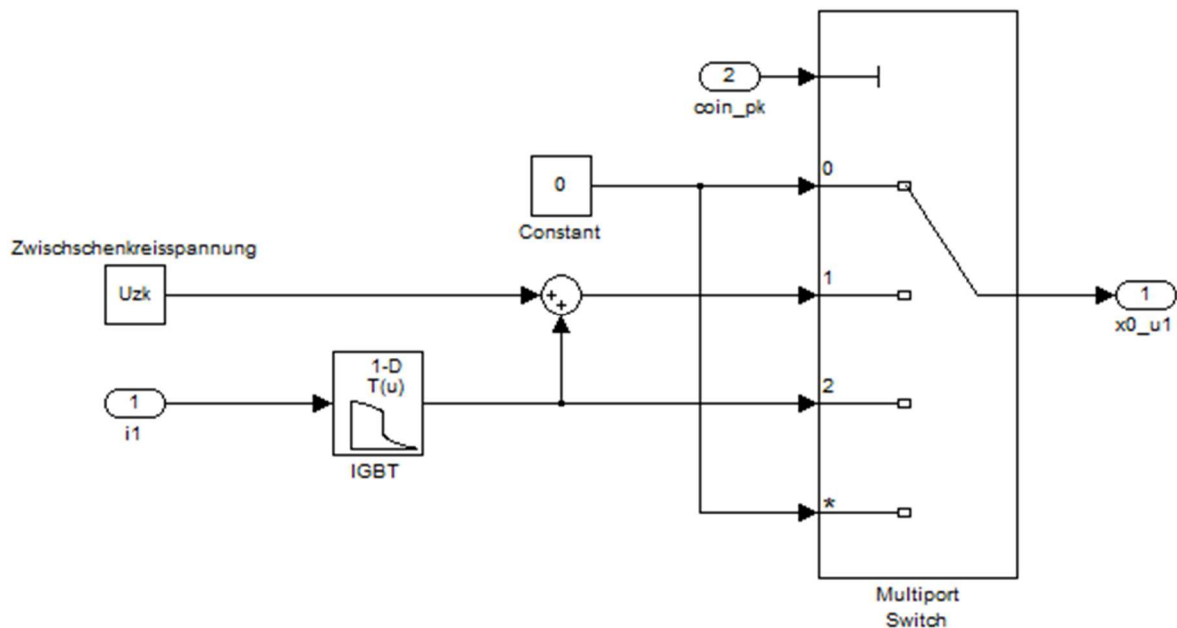 2
coin_pk
0
0
Constant
Zwischschenkreisspannung
Uzk
+
+
1
1
x0_u1
1-D
T(u)
1
i1
2
IGBT
*
Multiport
Switch